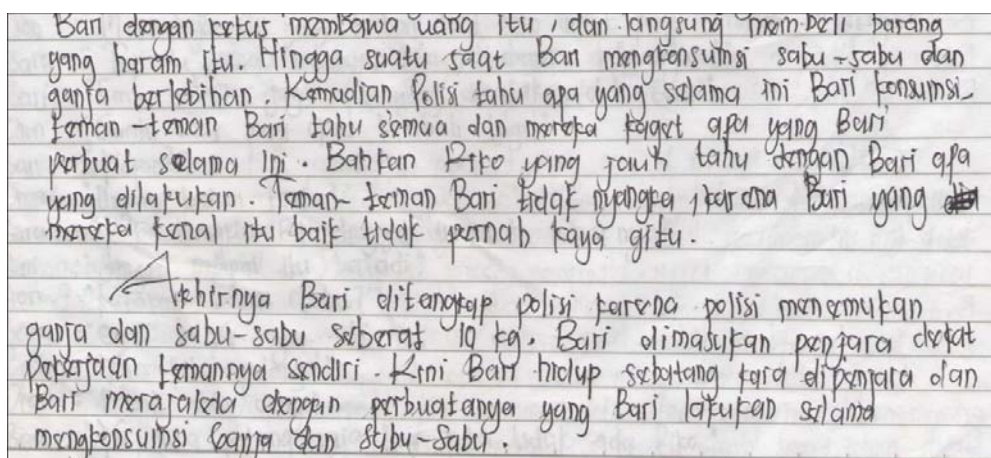 Bari dengan ketus membawa uang itu, dan langsung mem-beli barang
yang haram itu. Hingga suatu saat Bari mengkonsumsi sabu-sabu dan
ganja berlebihan. Kemudian Polisi tahu apa yang selama ini Bari konsumsi.
teman-teman Bari tahu semua dan mereka kaget apa yang Bari
perbuat selama ini. Bahkan Riko yang jauh tahu dengan Bari apa
yang dilakukan. Teman-teman Bari tidak nyangka, karena Bari yang
mereka kenal itu baik tidak pernah kaya gitu.
Akhirnya Bari ditangkap polisi karena polisi menemukan
ganja dan sabu-sabu seberat 10 kg. Bari dimasukan penjara dekat
pekerjaan temannya sendiri. Kini Bari hidup sebatang kara dipenjara dan
Bari merajalela dengan perbuatanya yang Bari lakukan selama
mengkonsumsi Ganja dan Sabu-Sabu.